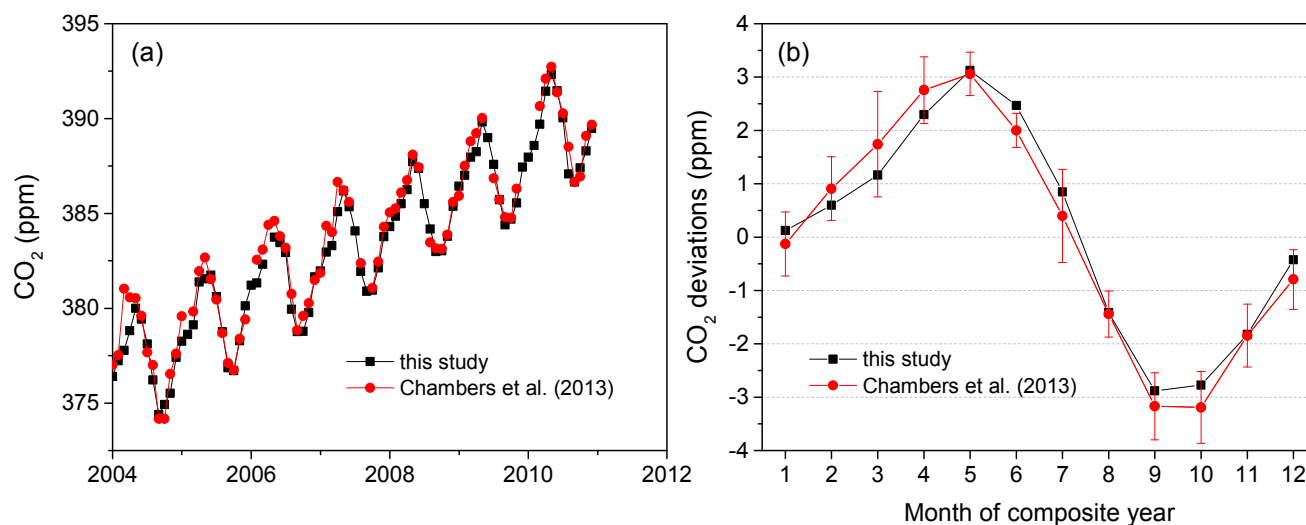 (a)
CO2 (ppm)
395
390
385
380
375
2004 2006 2008 2010 2012
this study
Chambers et al. (2013)
(b)
CO2 deviations (ppm)
4
3
2
1
0
-1
-2
-3
-4
1 2 3 4 5 6 7 8 9 10 11 12
Month of composite year
this study
Chambers et al. (2013)